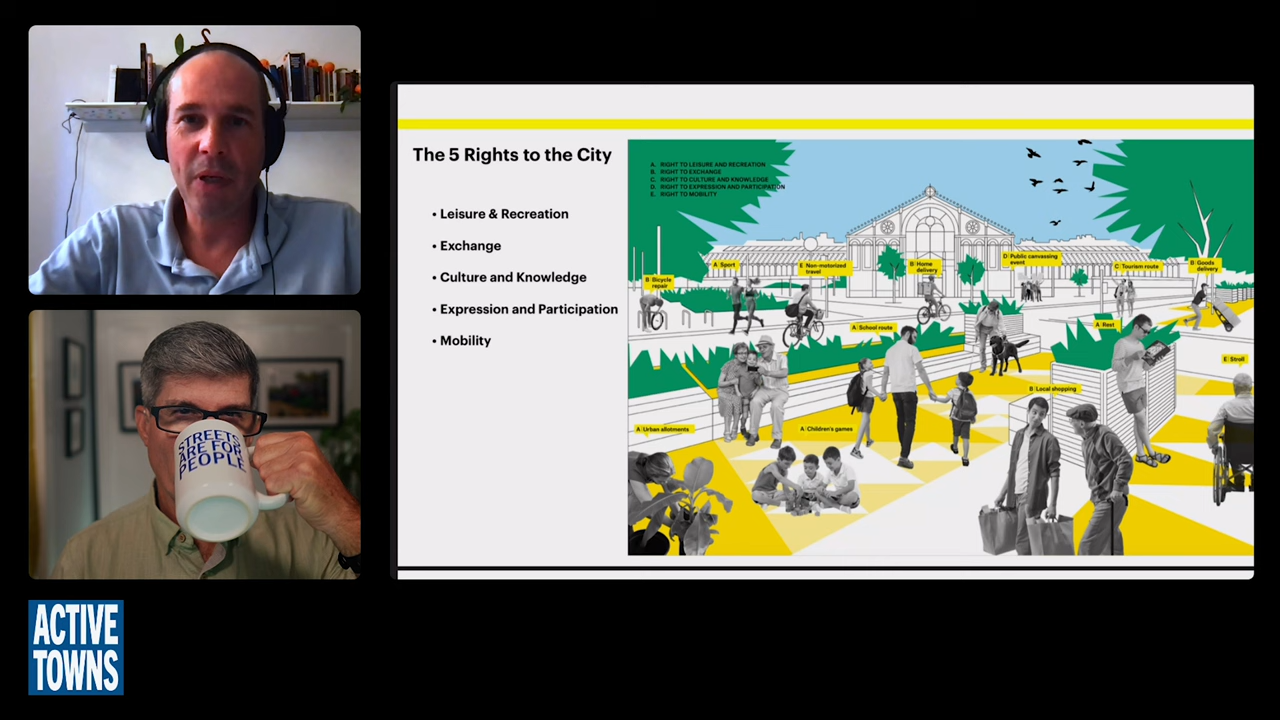 STREETS
ARE FOR
PEOPLE
ACTIVE
TOWNS
The 5 Rights to the City
• Leisure & Recreation
• Exchange
• Culture and Knowledge
• Expression and Participation
• Mobility
A. RIGHT TO LEISURE AND RECREATION
B. RIGHT TO EXCHANGE
C. RIGHT TO CULTURE AND KNOWLEDGE
D. RIGHT TO EXPRESSION AND PARTICIPATION
E. RIGHT TO MOBILITY
B Bicycle
repair
A Sport
E Non-motorized
travel
B Home
delivery
D Public canvassing
event
C Tourism route
B Goods
delivery
A School route
A Rest
E Stroll
B Local shopping
A Urban allotments
A Children's games